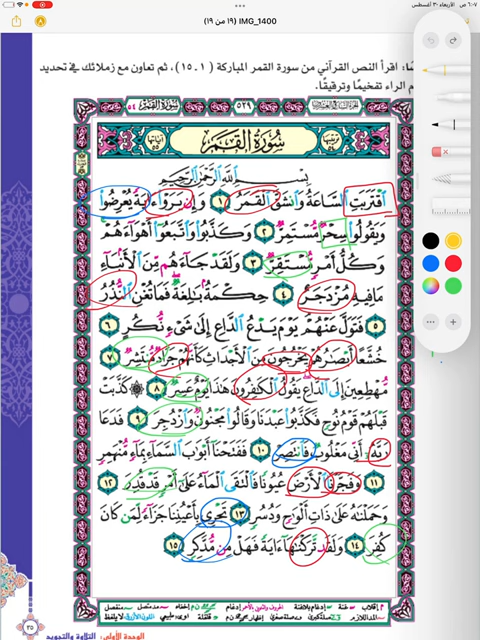 ٦:٠٧ ص الأربعاء ٣٠ أغسطس
IMG_1400 (١٩ من ١٩)
اقرأ النص القرآني من سورة القمر المباركة (١-١٥)، ثم تعاون مع زملائك في تحديد
م الراء تفخيمًا وترقيقًا.
سورة القمر ٥٤
٥٢٩
سورة القمر
بسم الله الرحمن الرحيم
اقتربت الساعة وانشق القمر ١ وإن يروا ءاية يعرضوا
ويقولوا سحر مستمر ٢ وكذبوا واتبعوا أهواءهم
وكل أمر مستقر ٣ ولقد جاءهم من الأنباء
ما فيه مزدجر ٤ حكمة بالغة فما تغن النذر
٥ فتول عنهم يوم يدع الداع إلى شيء نكر ٦
خشعا أبصارهم يخرجون من الأجداث كأنهم جراد منتشر ٧
مهطعين إلى الداع يقول الكافرون هذا يوم عسر ٨ كذبت
قبلهم قوم نوح فكذبوا عبدنا وقالوا مجنون وازدجر ٩ فدعا
ربه أني مغلوب فانتصر ١٠ ففتحنا أبواب السماء بماء منهمر
١١ وفجرنا الأرض عيونا فالتقى الماء على أمر قد قدر ١٢
وحملناه على ذات ألواح ودسر ١٣ تجري بأعيننا جزاء لمن كان
كفر ١٤ ولقد تركناها ءاية فهل من مدكر ١٥
الوحدة الأولى: التلاوة والتجويد
٣٥